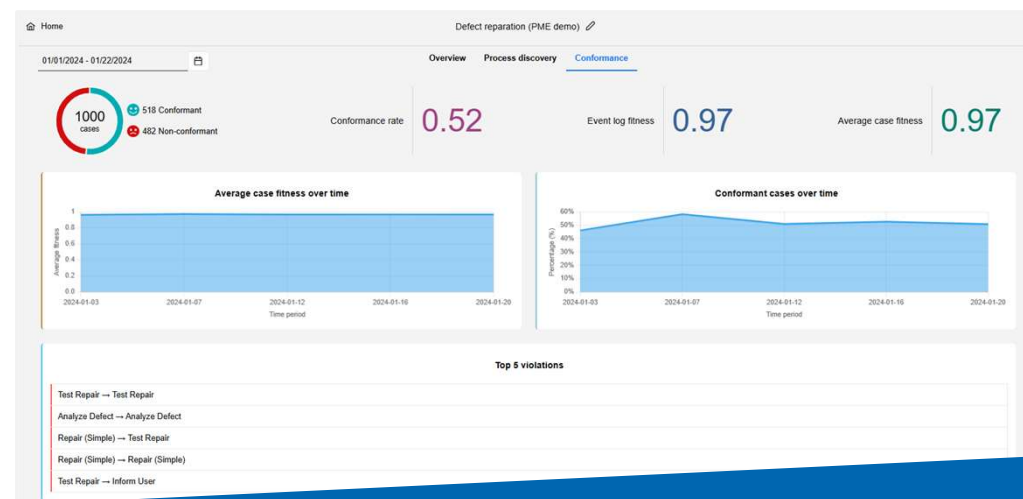 Home
Defect reparation (PME demo)
01/01/2024 - 01/22/2024
Overview Process discovery Conformance
1000
cases
518 Conformant
482 Non-conformant
Conformance rate 0.52
Event log fitness 0.97
Average case fitness 0.97
Average case fitness over time
Average fitness
1
0.8
0.6
0.4
0.2
0.0
2024-01-03 2024-01-07 2024-01-12 2024-01-16 2024-01-20
Time period
Conformant cases over time
Percentage (%)
60%
50%
40%
30%
20%
10%
0%
2024-01-03 2024-01-07 2024-01-12 2024-01-16 2024-01-20
Time period
Top 5 violations
Test Repair → Test Repair
Analyze Defect → Analyze Defect
Repair (Simple) → Test Repair
Repair (Simple) → Repair (Simple)
Test Repair → Inform User